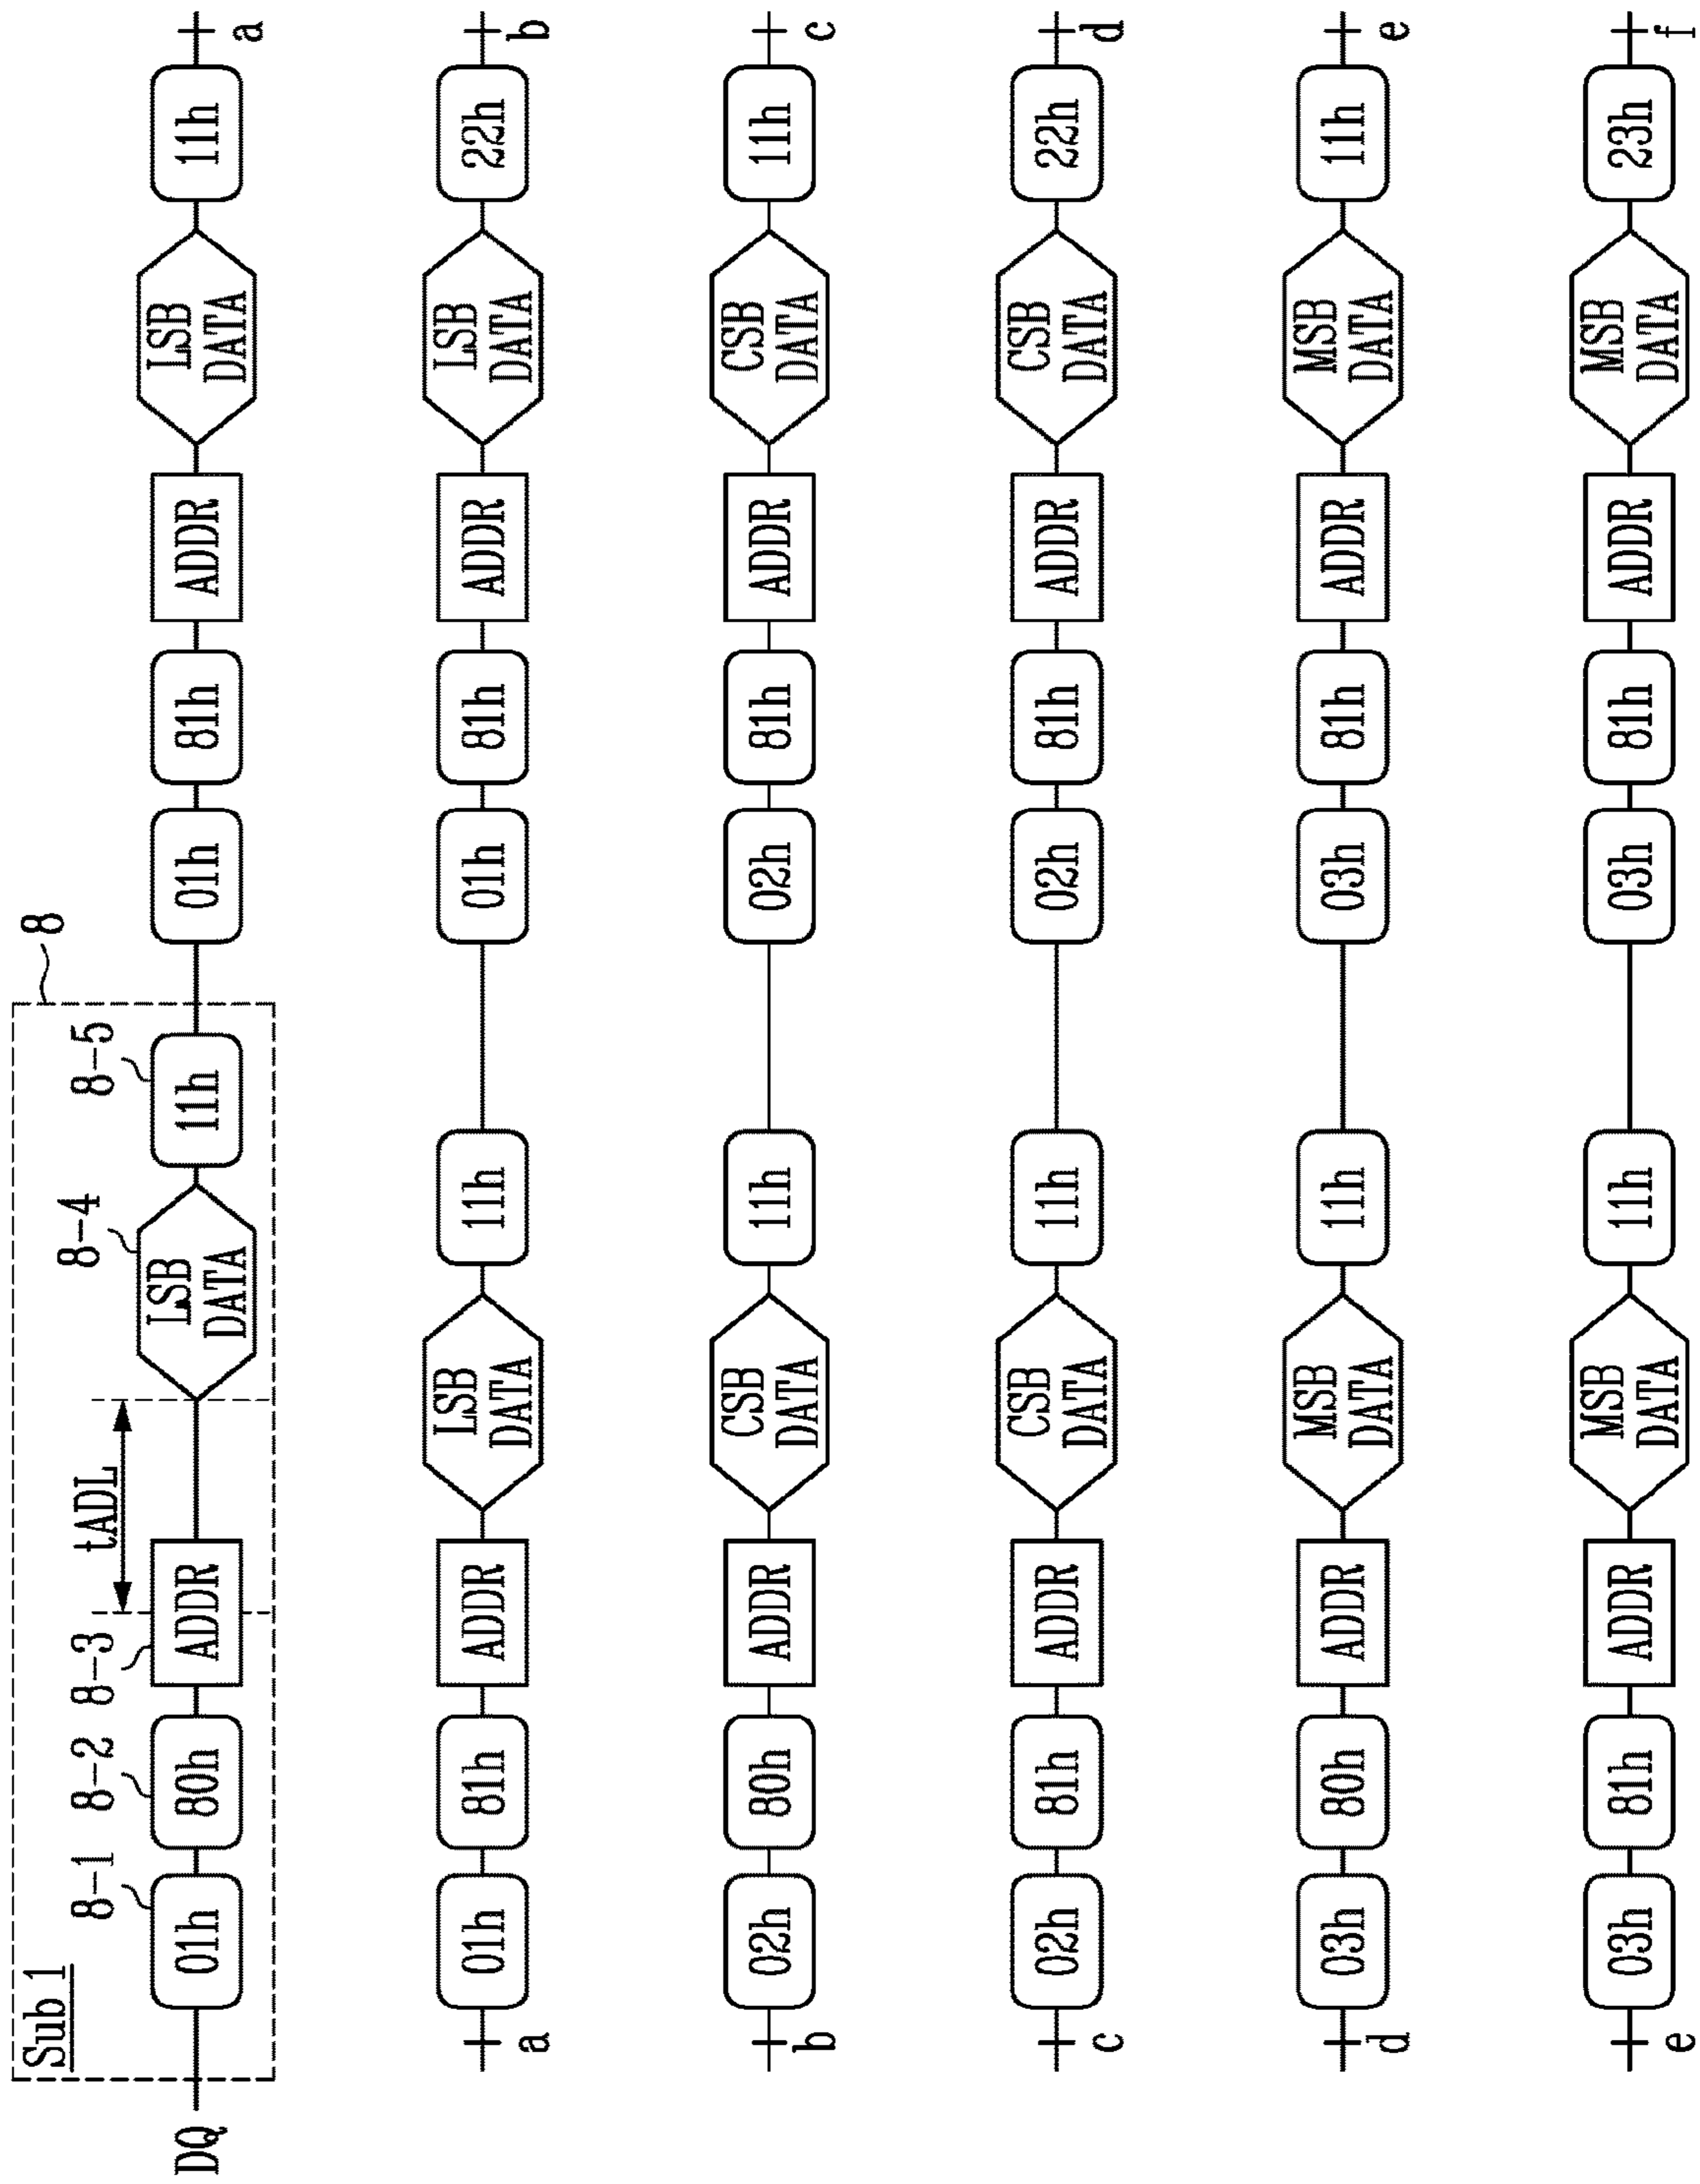 Sub 1
8
8-1
8-2
8-3
tADL
8-4
8-5
DQ
01h
80h
ADDR
LSB
DATA
11h
01h
81h
ADDR
LSB
DATA
11h
a
a
01h
81h
ADDR
LSB
DATA
11h
01h
81h
ADDR
LSB
DATA
22h
b
b
02h
80h
ADDR
CSB
DATA
11h
02h
81h
ADDR
CSB
DATA
11h
c
c
02h
81h
ADDR
CSB
DATA
11h
02h
81h
ADDR
CSB
DATA
22h
d
d
03h
80h
ADDR
MSB
DATA
11h
03h
81h
ADDR
MSB
DATA
11h
e
e
03h
81h
ADDR
MSB
DATA
11h
03h
81h
ADDR
MSB
DATA
23h
f